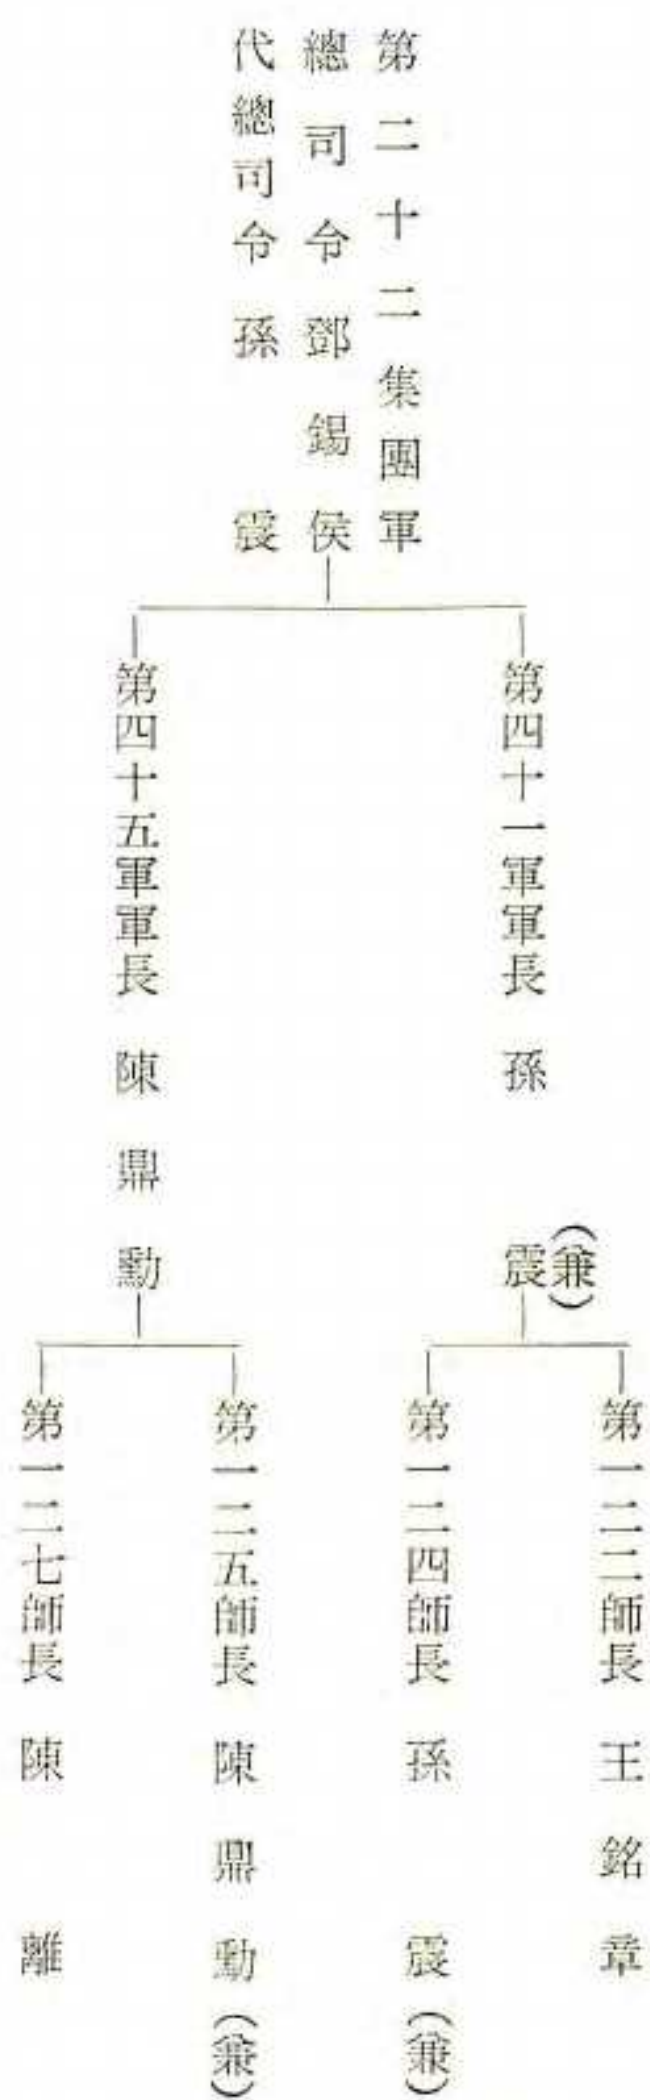 第二十二集團軍
總司令鄧錫侯
代總司令孫震
第四十一軍軍長 孫震(兼)
第一二二師長 王銘章
第一二四師長 孫震(兼)
第四十五軍軍長 陳鼎勳
第一二五師長 陳鼎勳(兼)
第一二七師長 陳離